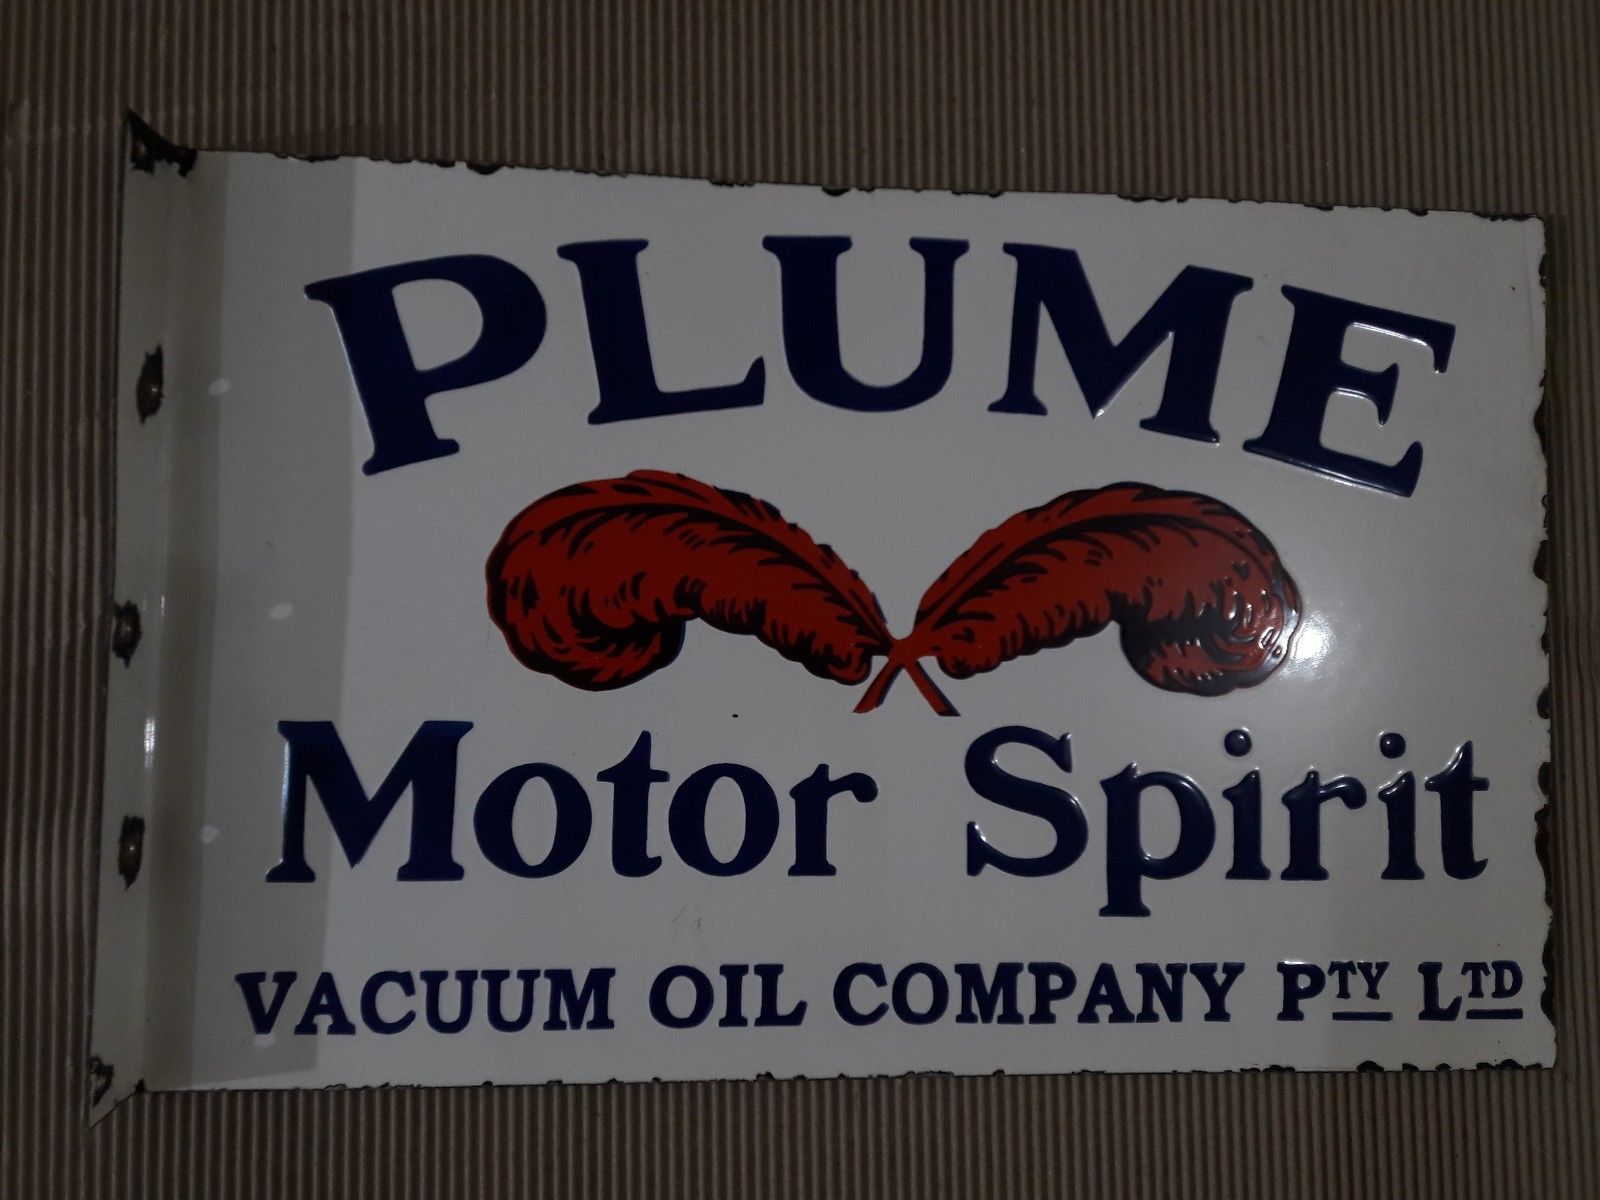 PLUME
Motor Spirit
VACUUM OIL COMPANY PTY LTD